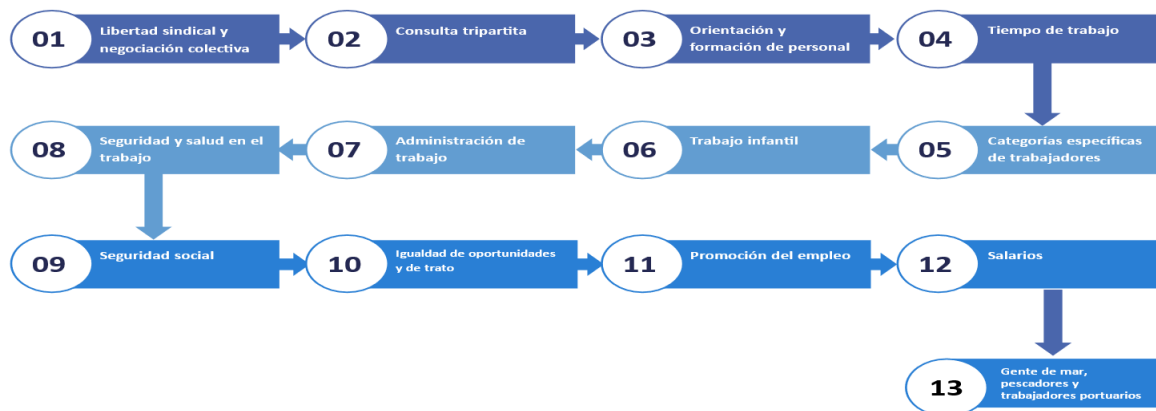 01
Libertad sindical y
negociación colectiva
02
Consulta tripartita
03
Orientación y
formación de personal
04
Tiempo de trabajo
05
Categorías específicas
de trabajadores
06
Trabajo infantil
07
Administración de
trabajo
08
Seguridad y salud en el
trabajo
09
Seguridad social
10
Igualdad de oportunidades
y de trato
11
Promoción del empleo
12
Salarios
13
Gente de mar,
pescadores y
trabajadores portuarios